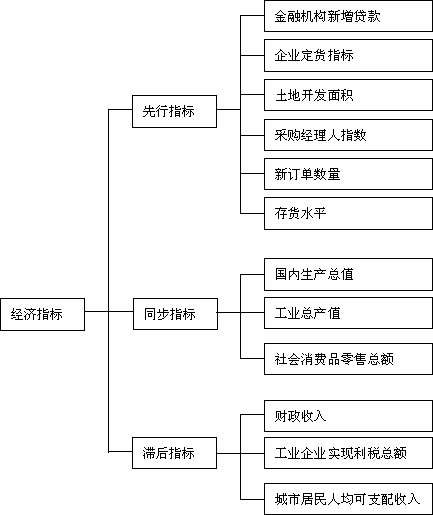 经济指标
先行指标
金融机构新增贷款
企业定货指标
土地开发面积
采购经理人指数
新订单数量
存货水平
同步指标
国内生产总值
工业总产值
社会消费品零售总额
滞后指标
财政收入
工业企业实现利税总额
城市居民人均可支配收入